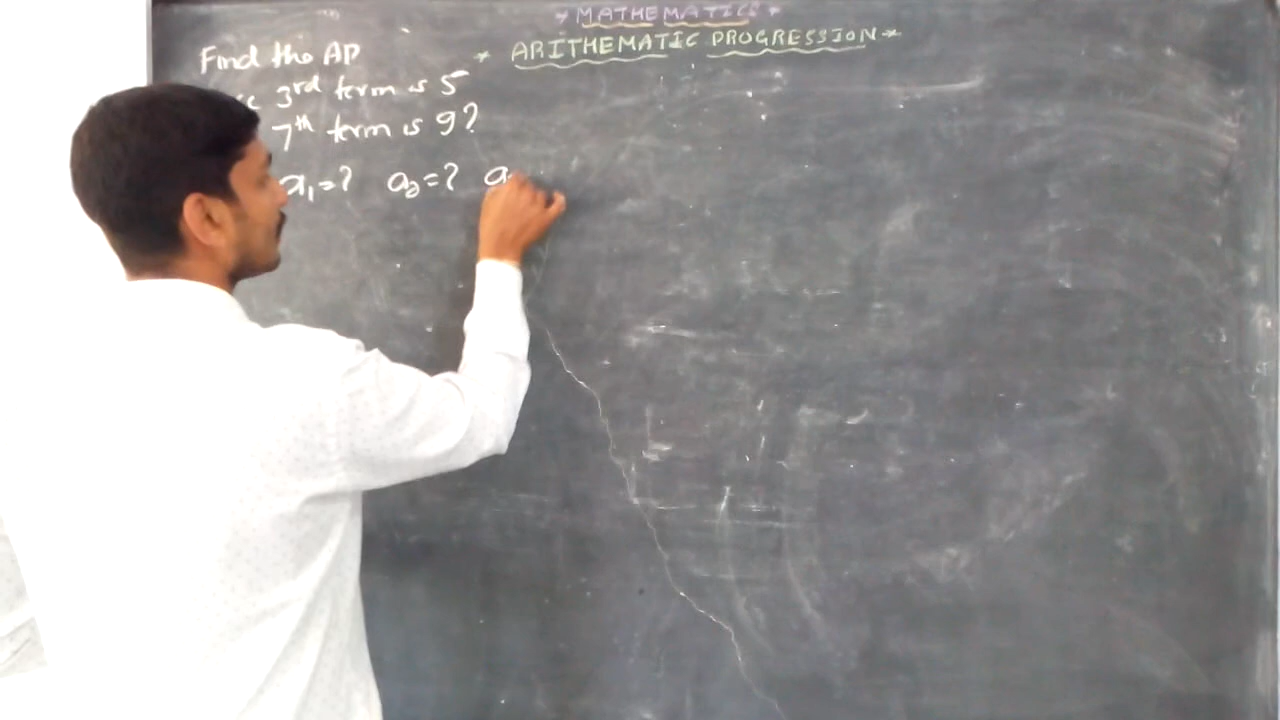 * MATHEMATICS *
* ARITHEMATIC PROGRESSION *
Find the AP
3rd term is 5
7th term is 9?
a₁=? a₂=? a